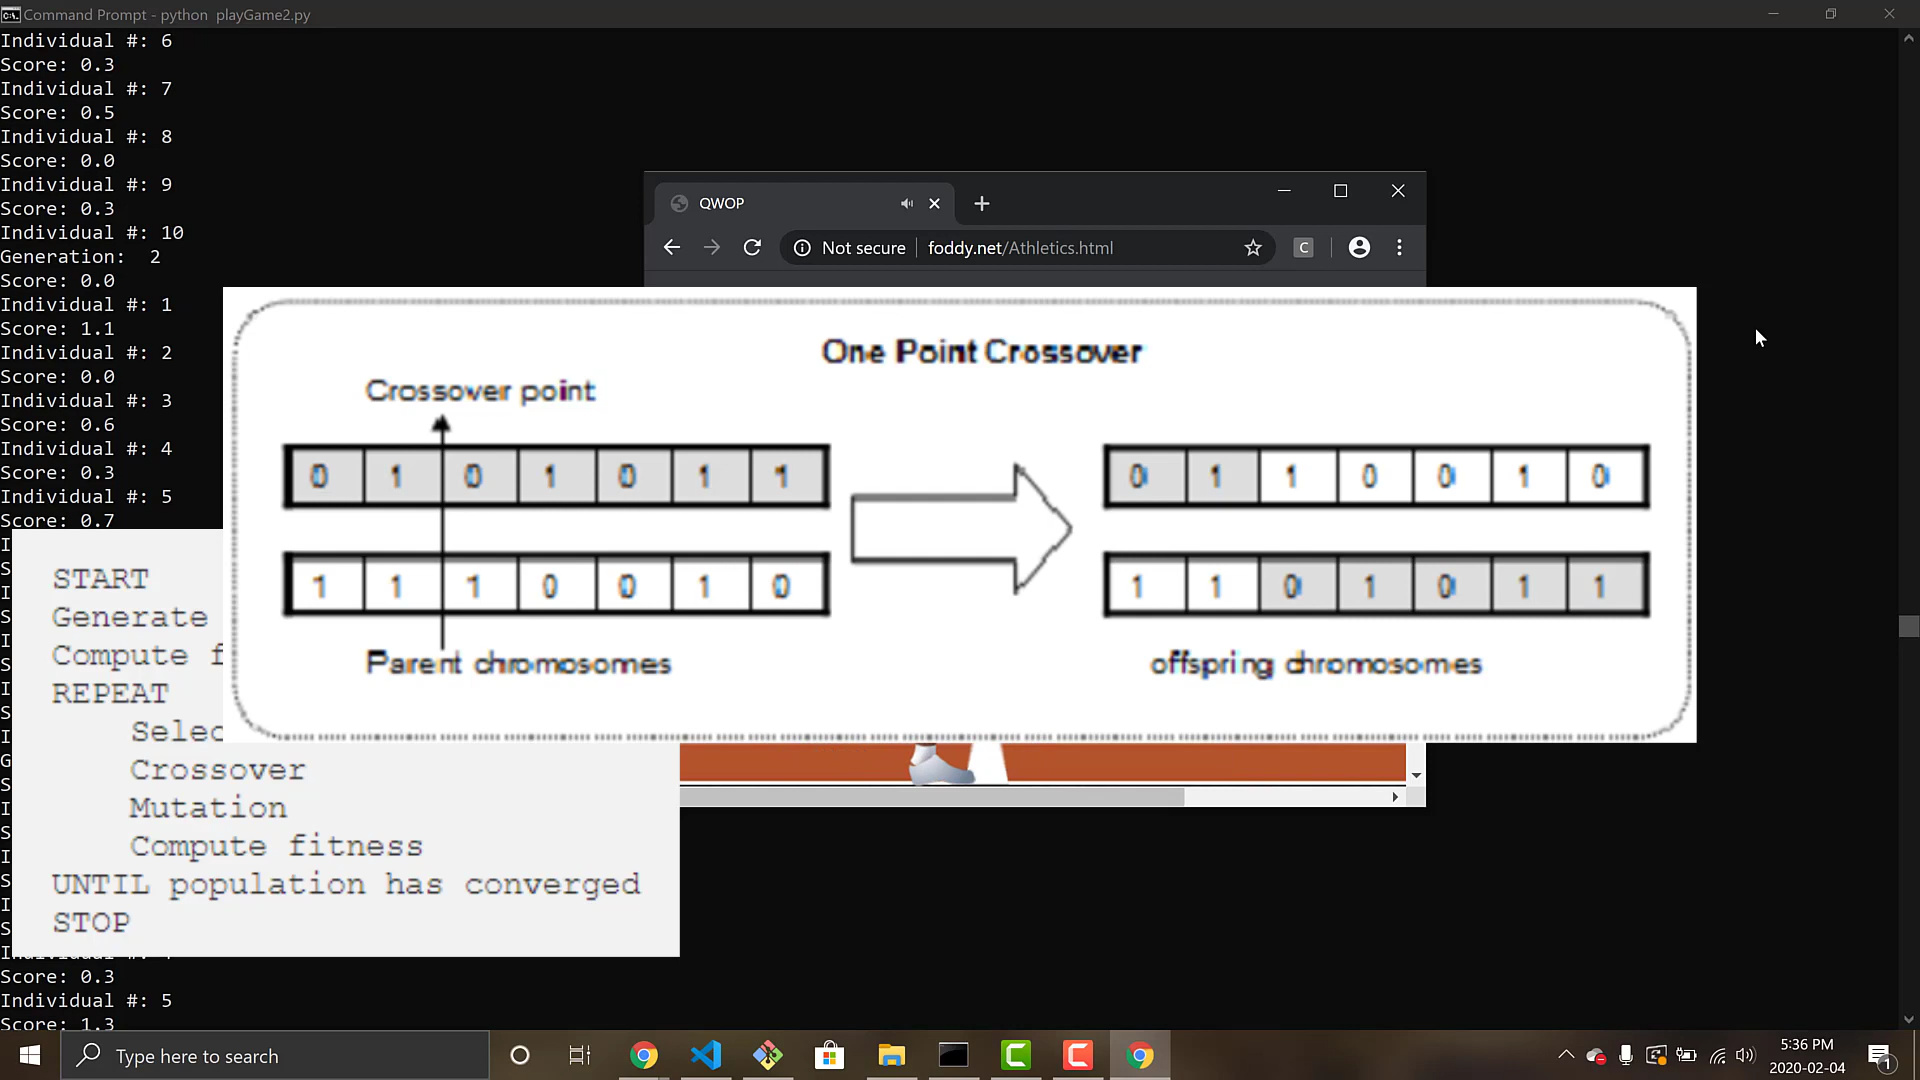 Command Prompt - python playGame2.py
Individual #: 6
Score: 0.3
Individual #: 7
Score: 0.5
Individual #: 8
Score: 0.0
Individual #: 9
Score: 0.3
Individual #: 10
Generation:  2
Score: 0.0
Individual #: 1
Score: 1.1
Individual #: 2
Score: 0.0
Individual #: 3
Score: 0.6
Individual #: 4
Score: 0.3
Individual #: 5
Score: 0.7
QWOP
Not secure
foddy.net/Athletics.html
C
One Point Crossover
Crossover point
0 1 0 1 0 1 1
0 1 1 0 0 1 0
1 1 1 0 0 1 0
1 1 0 1 0 1 1
Parent chromosomes
offspring chromosomes
START
Generate
Compute f
REPEAT
Selec
Crossover
Mutation
Compute fitness
UNTIL population has converged
STOP
Score: 0.3
Individual #: 5
Score: 1.3
Type here to search
5:36 PM
2020-02-04
1